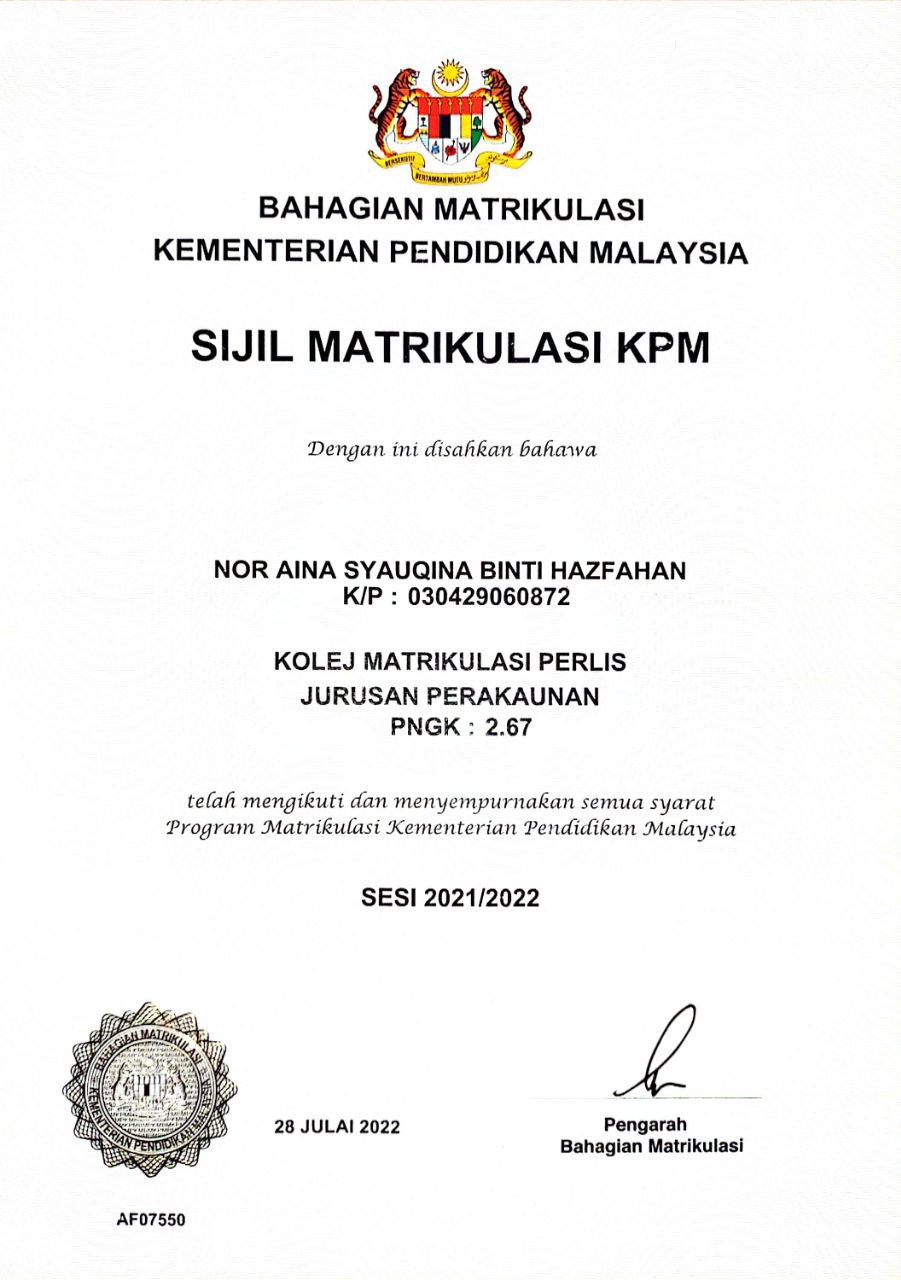 BERSEKUTU
BERTAMBAH MUTU
BAHAGIAN MATRIKULASI
KEMENTERIAN PENDIDIKAN MALAYSIA
SIJIL MATRIKULASI KPM
Dengan ini disahkan bahawa
NOR AINA SYAUQINA BINTI HAZFAHAN
K/P : 030429060872
KOLEJ MATRIKULASI PERLIS
JURUSAN PERAKAUNAN
PNGK : 2.67
telah mengikuti dan menyempurnakan semua syarat
Program Matrikulasi Kementerian Pendidikan Malaysia
SESI 2021/2022
BAHAGIAN MATRIKULASI
KEMENTERIAN PENDIDIKAN MALAYSIA
28 JULAI 2022
Pengarah
Bahagian Matrikulasi
AF07550